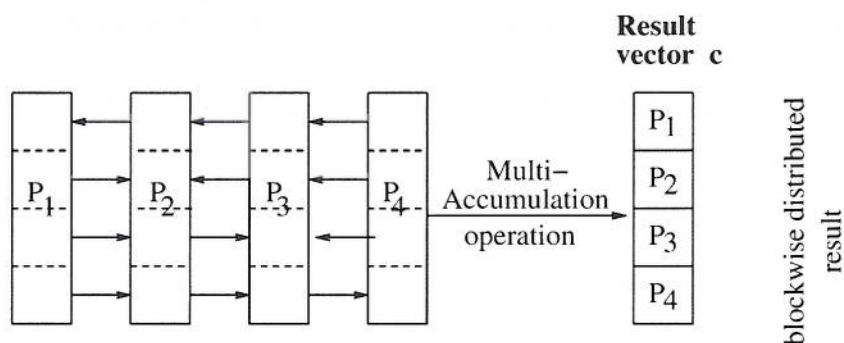 Result
vector c
P1
P2
P3
P4
Multi-
Accumulation
operation
P1
P2
P3
P4
blockwise distributed
result